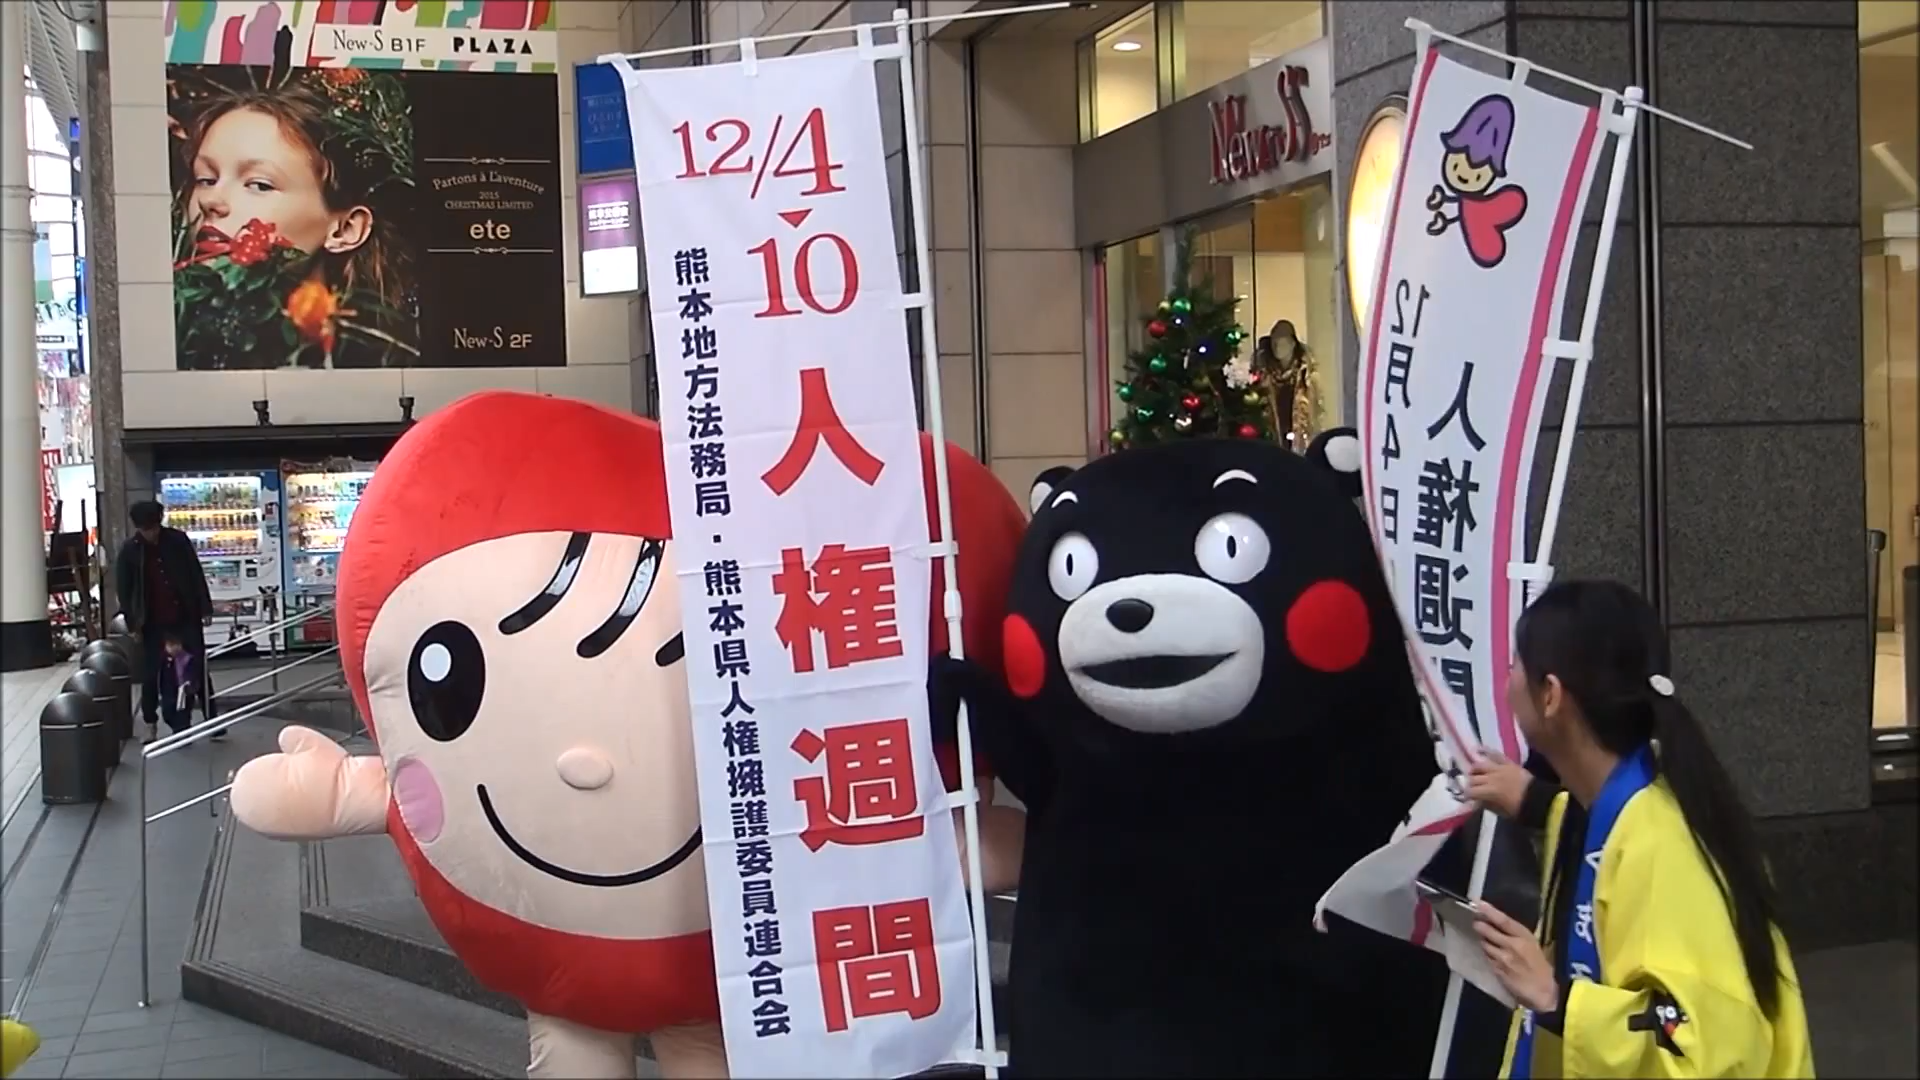 New-S B1F PLAZA
Partons à L'aventure
2015
CHRISTMAS LIMITED
ete
New-S 2F
12/4
10
人権週間
熊本地方法務局・熊本県人権擁護委員連合会
New-S
12月4日
人権週間